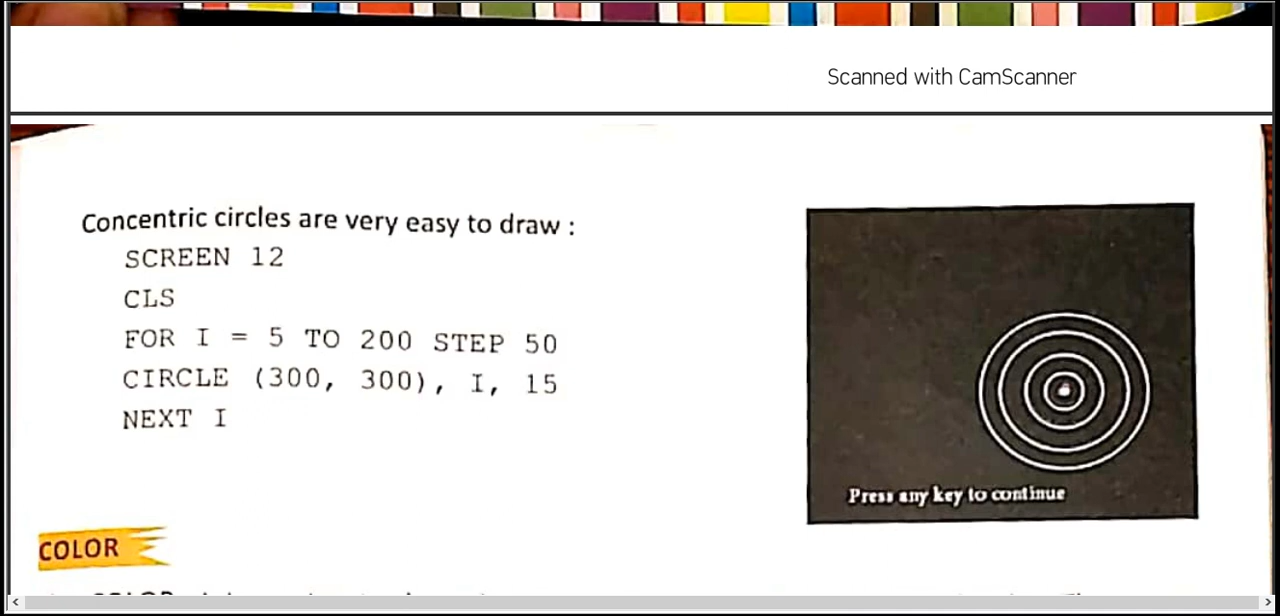 Scanned with CamScanner
Concentric circles are very easy to draw :
SCREEN 12
CLS
FOR I = 5 TO 200 STEP 50
CIRCLE (300, 300), I, 15
NEXT I
Press any key to continue
COLOR